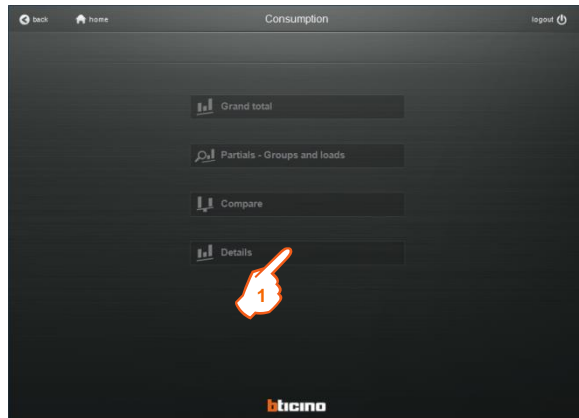 back home Consumption logout
Grand total
Partials - Groups and loads
Compare
Details
1
bticino